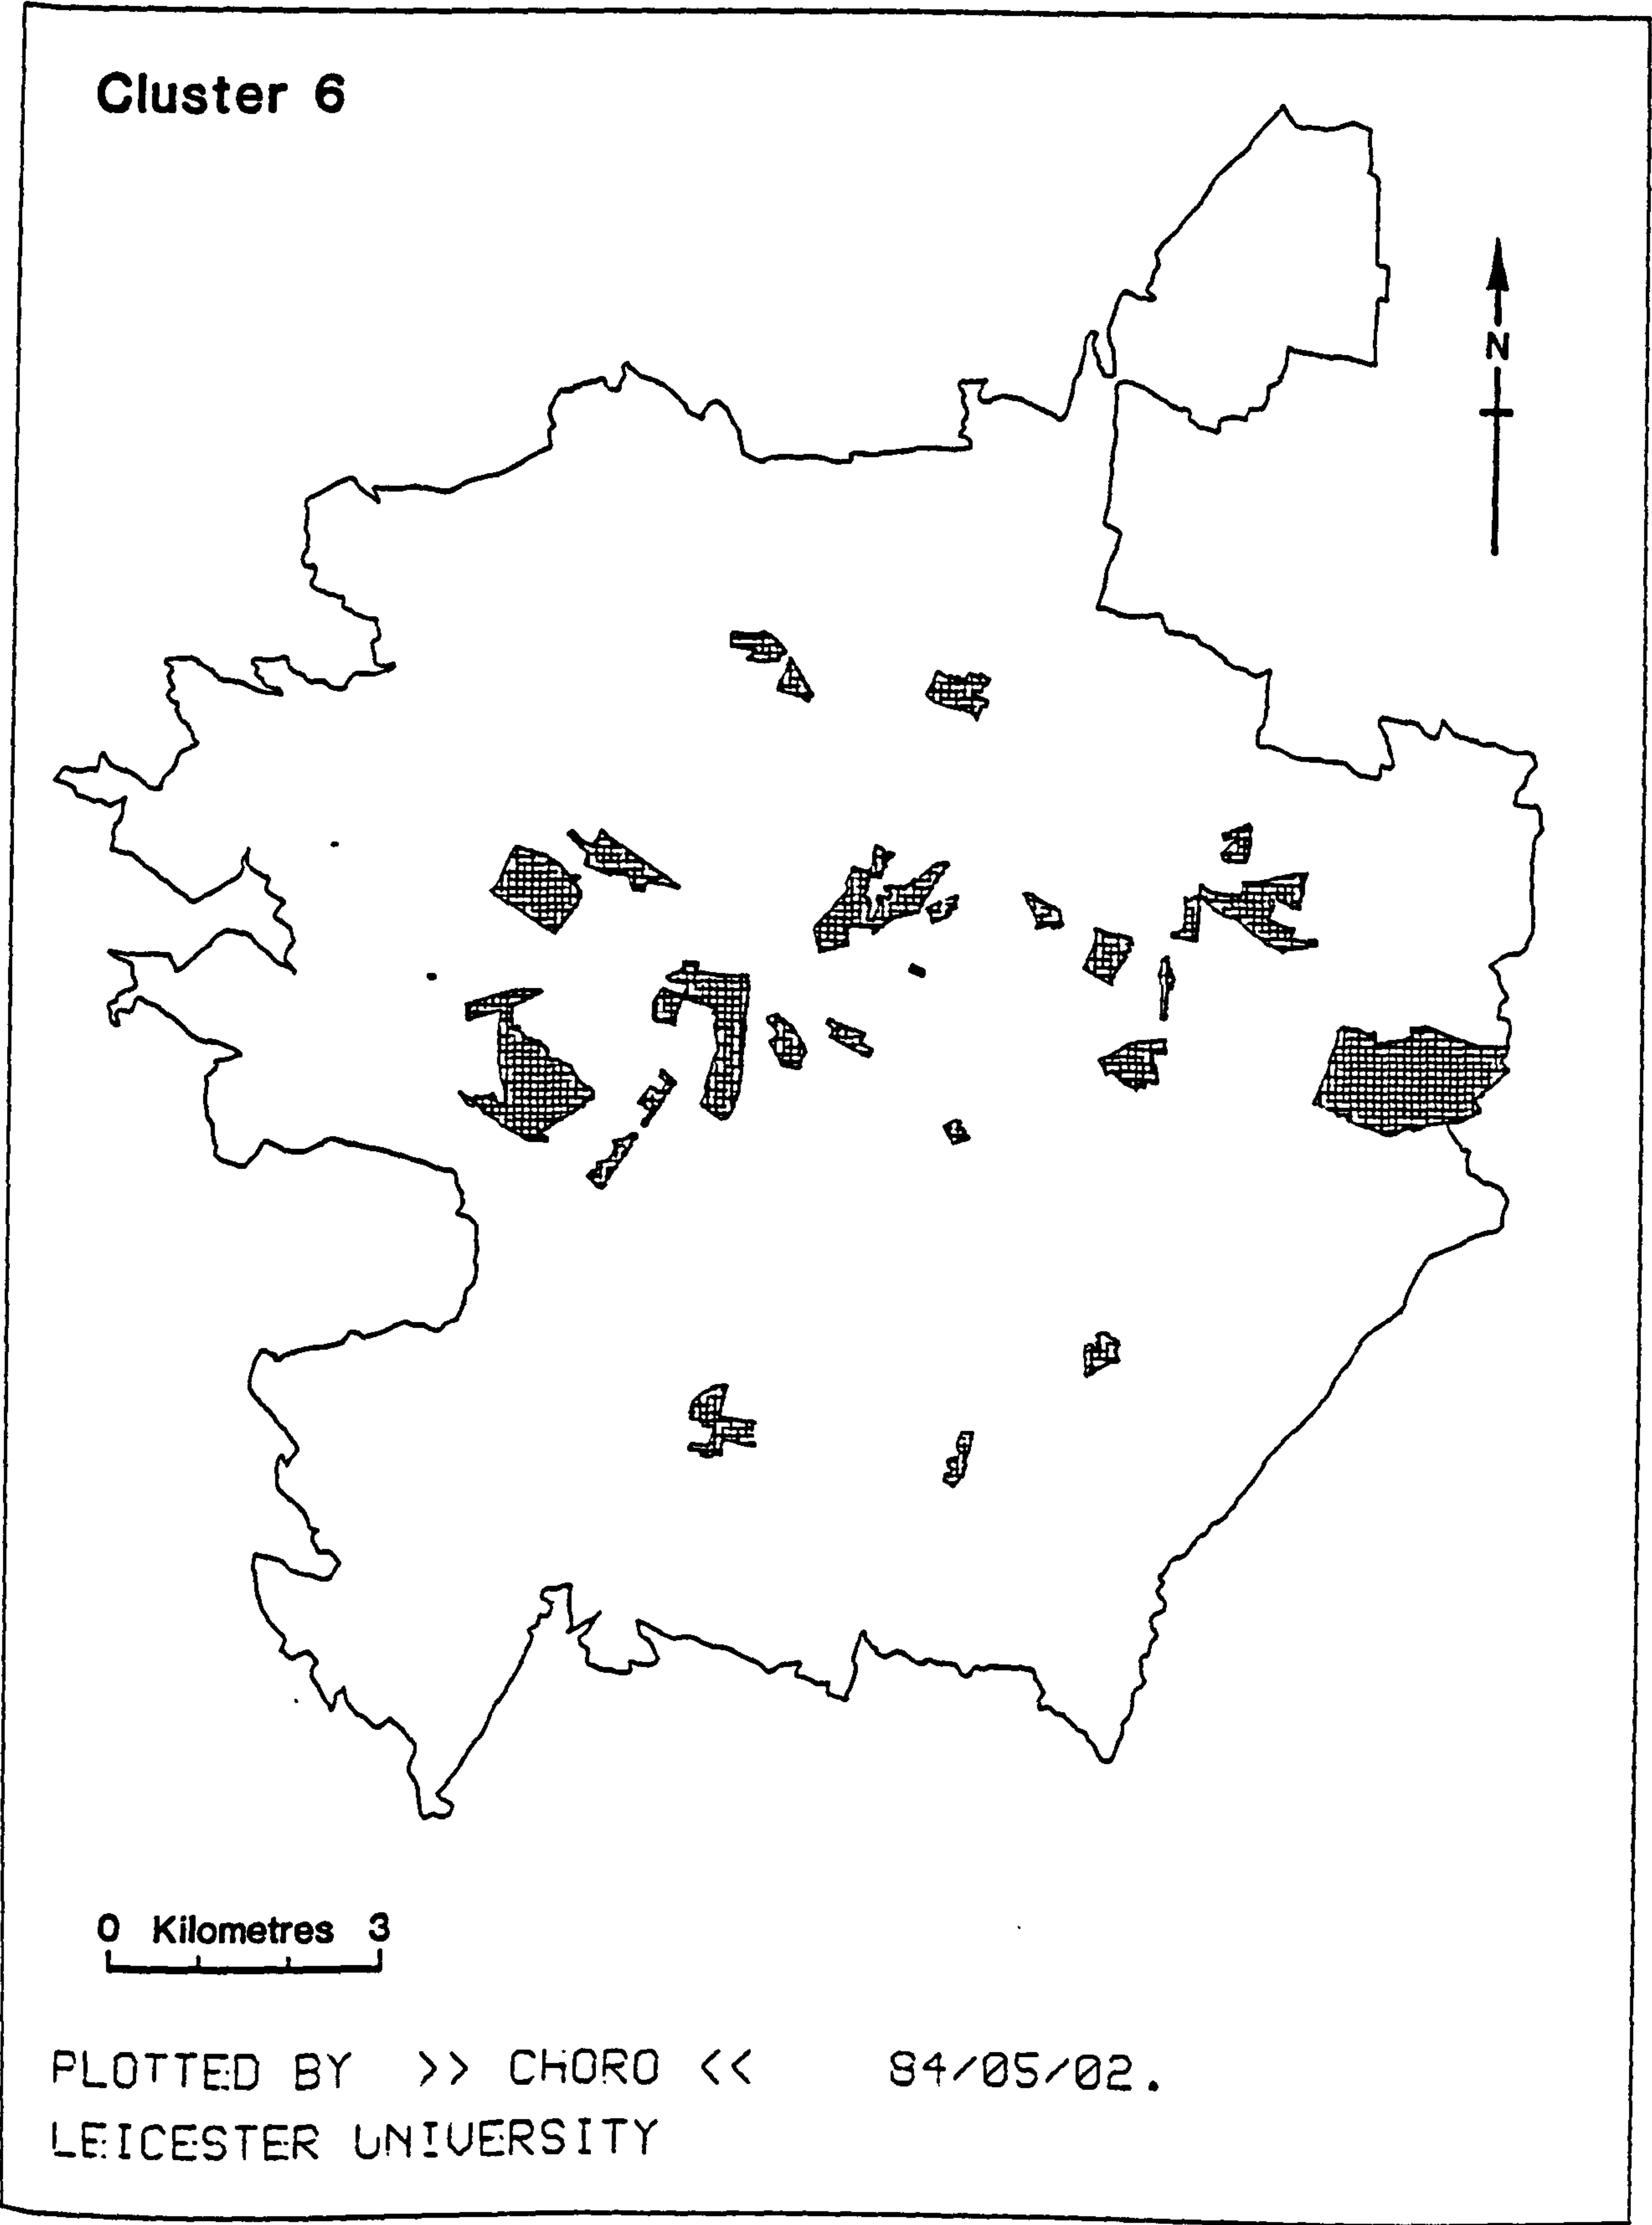 Cluster 6
N
0 Kilometres 3
PLOTTED BY >> CHORO << 84/05/02.
LEICESTER UNIVERSITY